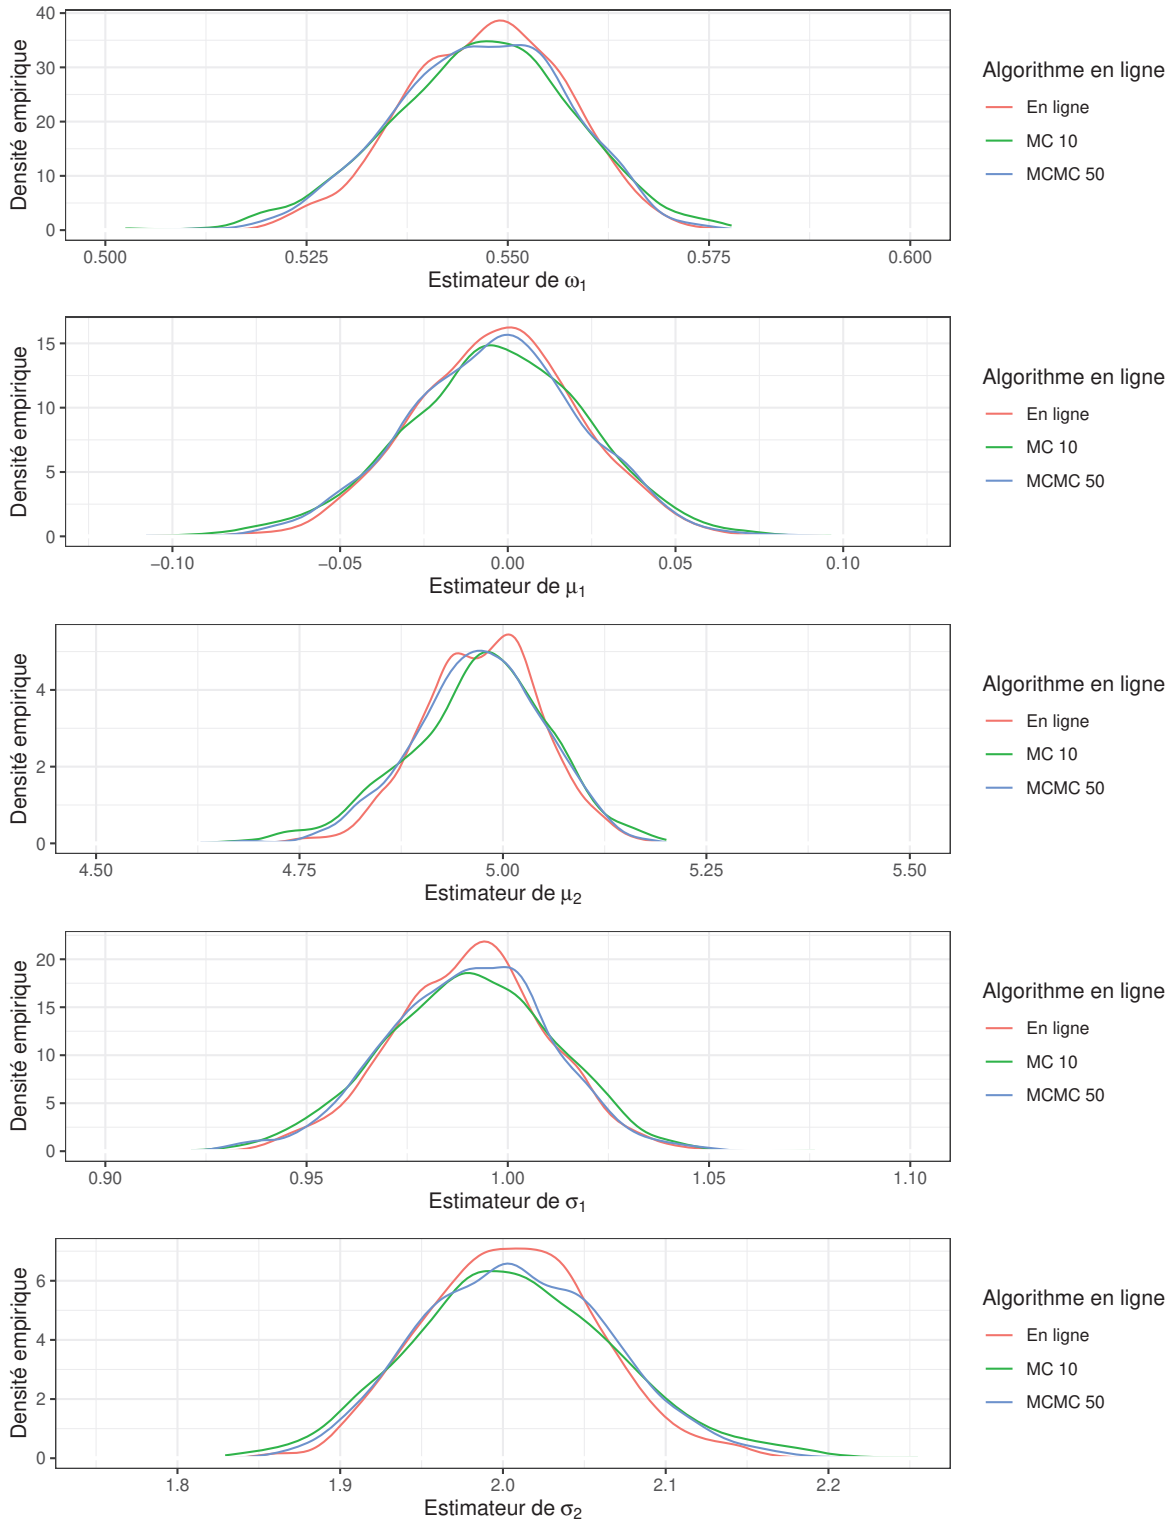 40
30
20
10
0
Densité empirique
0.500 0.525 0.550 0.575 0.600
Estimateur de ω₁
Algorithme en ligne
En ligne
MC 10
MCMC 50
15
10
5
0
Densité empirique
−0.10 −0.05 0.00 0.05 0.10
Estimateur de μ₁
Algorithme en ligne
En ligne
MC 10
MCMC 50
4
2
0
Densité empirique
4.50 4.75 5.00 5.25 5.50
Estimateur de μ₂
Algorithme en ligne
En ligne
MC 10
MCMC 50
20
15
10
5
0
Densité empirique
0.90 0.95 1.00 1.05 1.10
Estimateur de σ₁
Algorithme en ligne
En ligne
MC 10
MCMC 50
6
4
2
0
Densité empirique
1.8 1.9 2.0 2.1 2.2
Estimateur de σ₂
Algorithme en ligne
En ligne
MC 10
MCMC 50